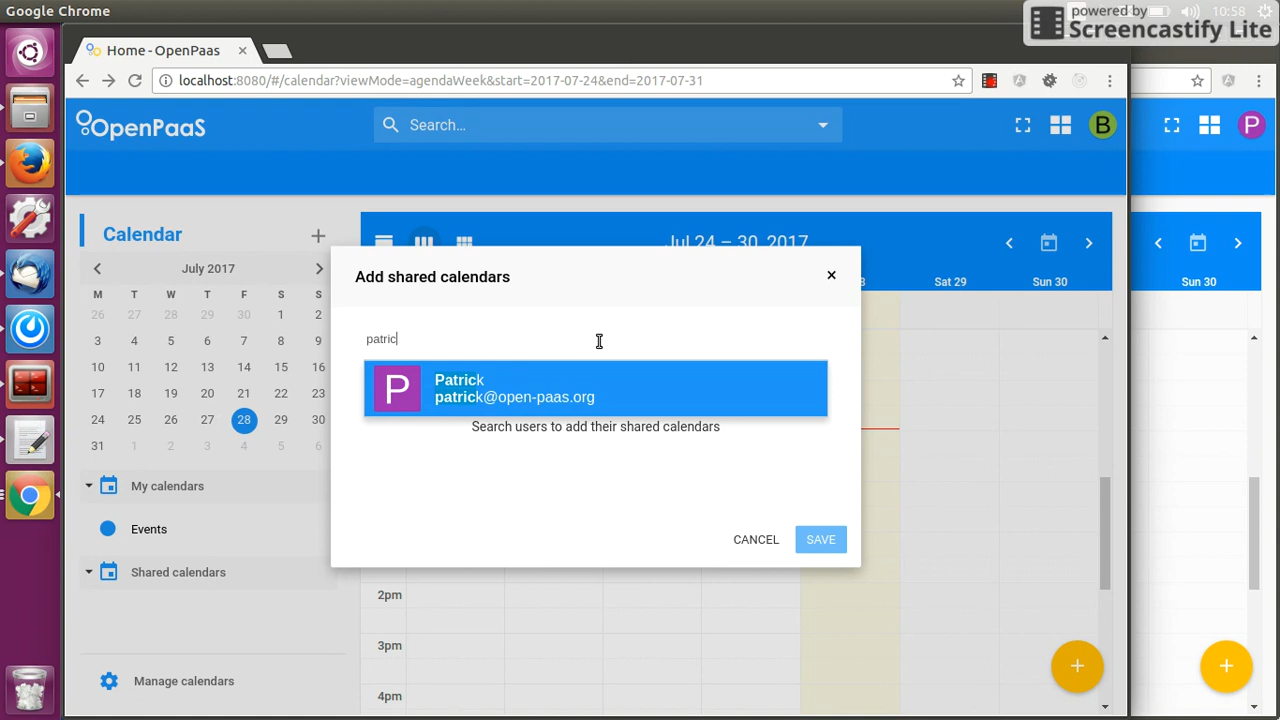 Google Chrome
10:58
powered by
Screencastify Lite
Home - OpenPaas
localhost:8080/#/calendar?viewMode=agendaWeek&start=2017-07-24&end=2017-07-31
OpenPaaS
Search...
B
P
Calendar
Jul 24 – 30, 2017
July 2017
Sat 29
Sun 30
Sun 30
M T W T F S S
26 27 28 29 30 1 2
3 4 5 6 7 8 9
10 11 12 13 14 15 16
17 18 19 20 21 22 23
24 25 26 27 28 29 30
31 1 2 3 4 5 6
Add shared calendars
patric
P
Patrick
patrick@open-paas.org
Search users to add their shared calendars
CANCEL
SAVE
My calendars
Events
Shared calendars
Manage calendars
2pm
3pm
4pm